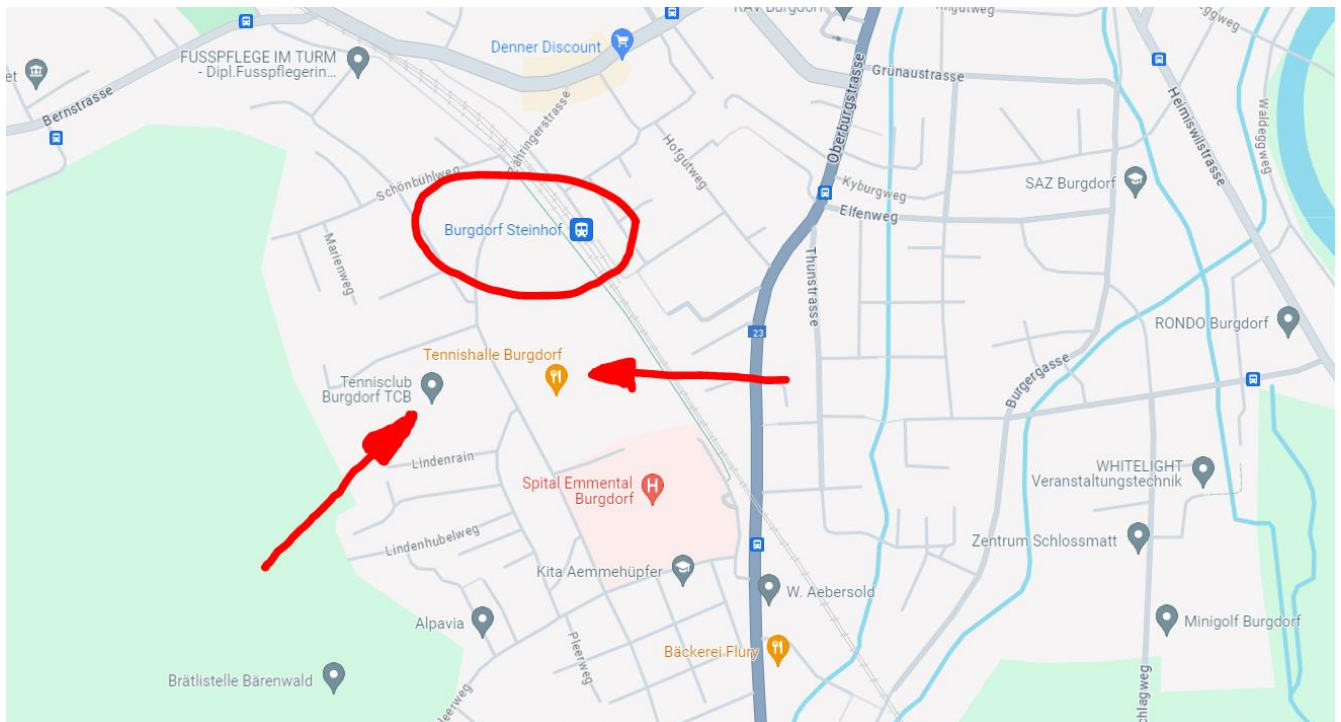 RAV Burgdorf
FUSSPFLEGE IM TURM
- Dipl.Fusspflegerin...
Denner Discount
Grünaustrasse
Bernstrasse
Zähringerstrasse
Hofgutweg
Oberburgstrasse
Heimiswilstrasse
Waldeggweg
Schönbühlweg
Kyburgweg
SAZ Burgdorf
Elfenweg
Burgdorf Steinhof
Marienweg
Thunstrasse
23
RONDO Burgdorf
Tennishalle Burgdorf
Tennisclub
Burgdorf TCB
Burgergasse
Lindenrain
WHITELIGHT
Veranstaltungstechnik
Spital Emmental
Burgdorf
H
Lindenhubelweg
Zentrum Schlossmatt
Kita Aemmehüpfer
W. Aebersold
Alpavia
Minigolf Burgdorf
Pleerweg
Bäckerei Flury
Brätlistelle Bärenwald